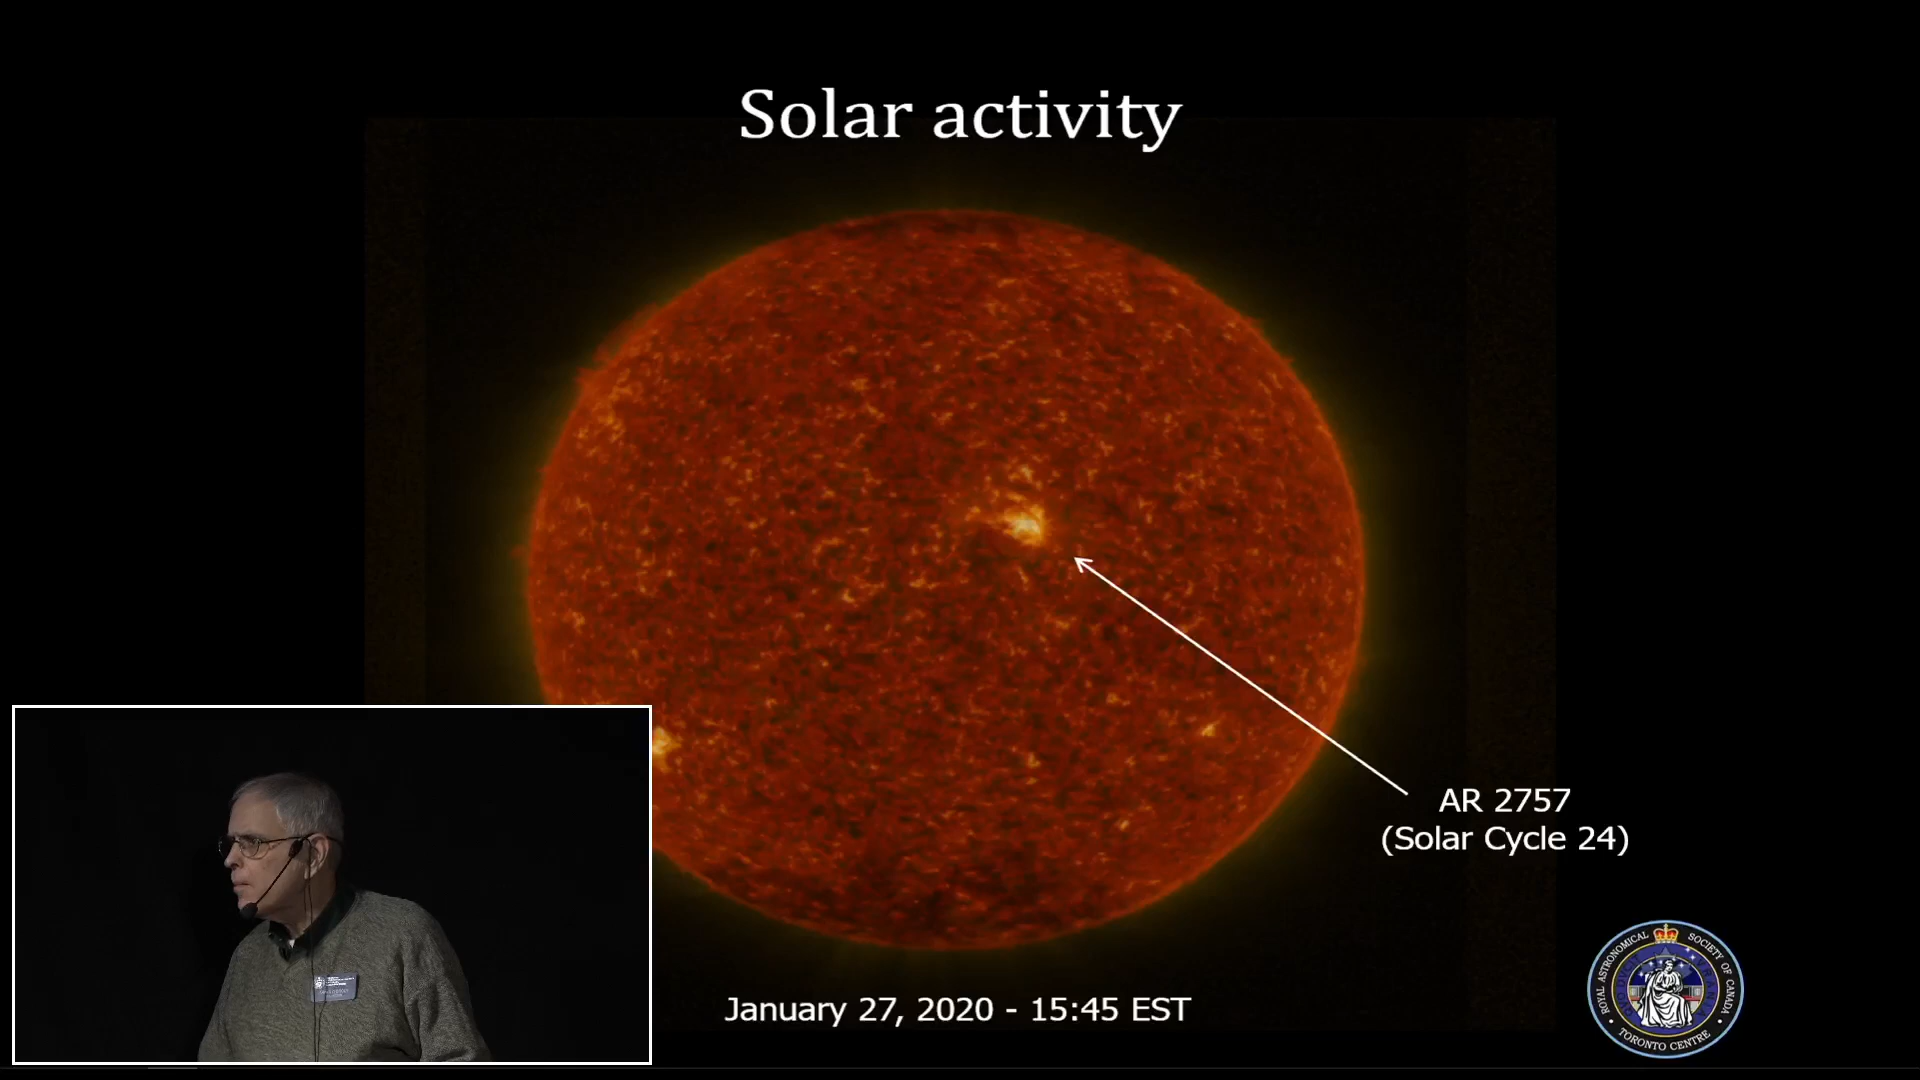 Solar activity
AR 2757
(Solar Cycle 24)
January 27, 2020 - 15:45 EST
ROYAL ASTRONOMICAL SOCIETY OF CANADA
TORONTO CENTRE